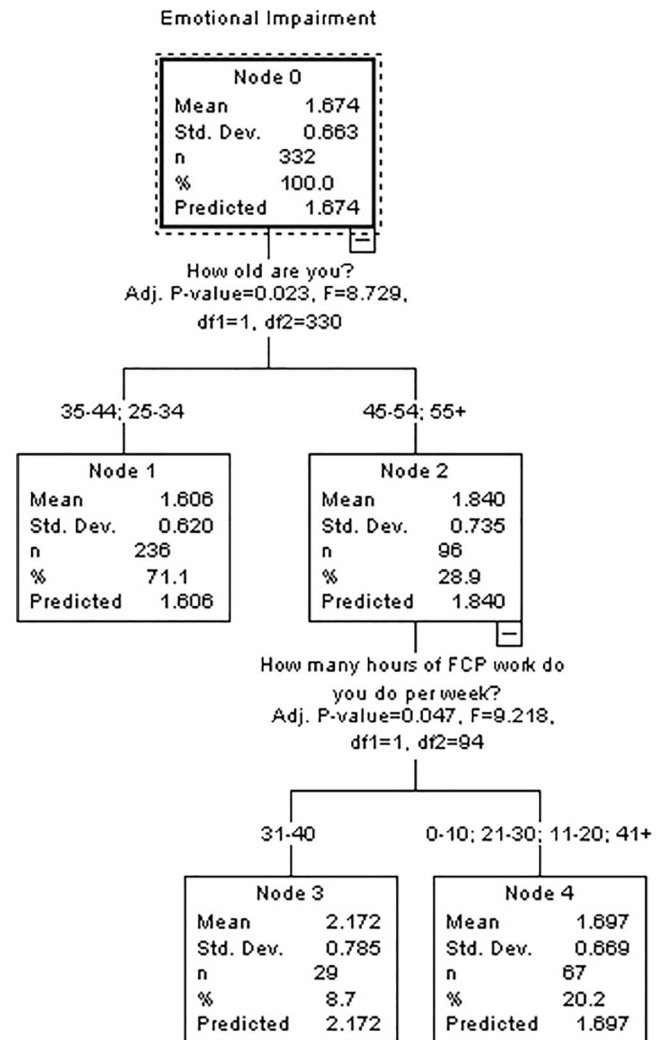 Emotional Impairment
Node 0
Mean 1.674
Std. Dev. 0.663
n 332
% 100.0
Predicted 1.674
How old are you?
Adj. P-value=0.023, F=8.729,
df1=1, df2=330
35-44; 25-34
45-54; 55+
Node 1
Mean 1.606
Std. Dev. 0.620
n 236
% 71.1
Predicted 1.606
Node 2
Mean 1.840
Std. Dev. 0.735
n 96
% 28.9
Predicted 1.840
How many hours of FCP work do
you do per week?
Adj. P-value=0.047, F=9.218,
df1=1, df2=94
31-40
0-10; 21-30; 11-20; 41+
Node 3
Mean 2.172
Std. Dev. 0.785
n 29
% 8.7
Predicted 2.172
Node 4
Mean 1.697
Std. Dev. 0.669
n 67
% 20.2
Predicted 1.697